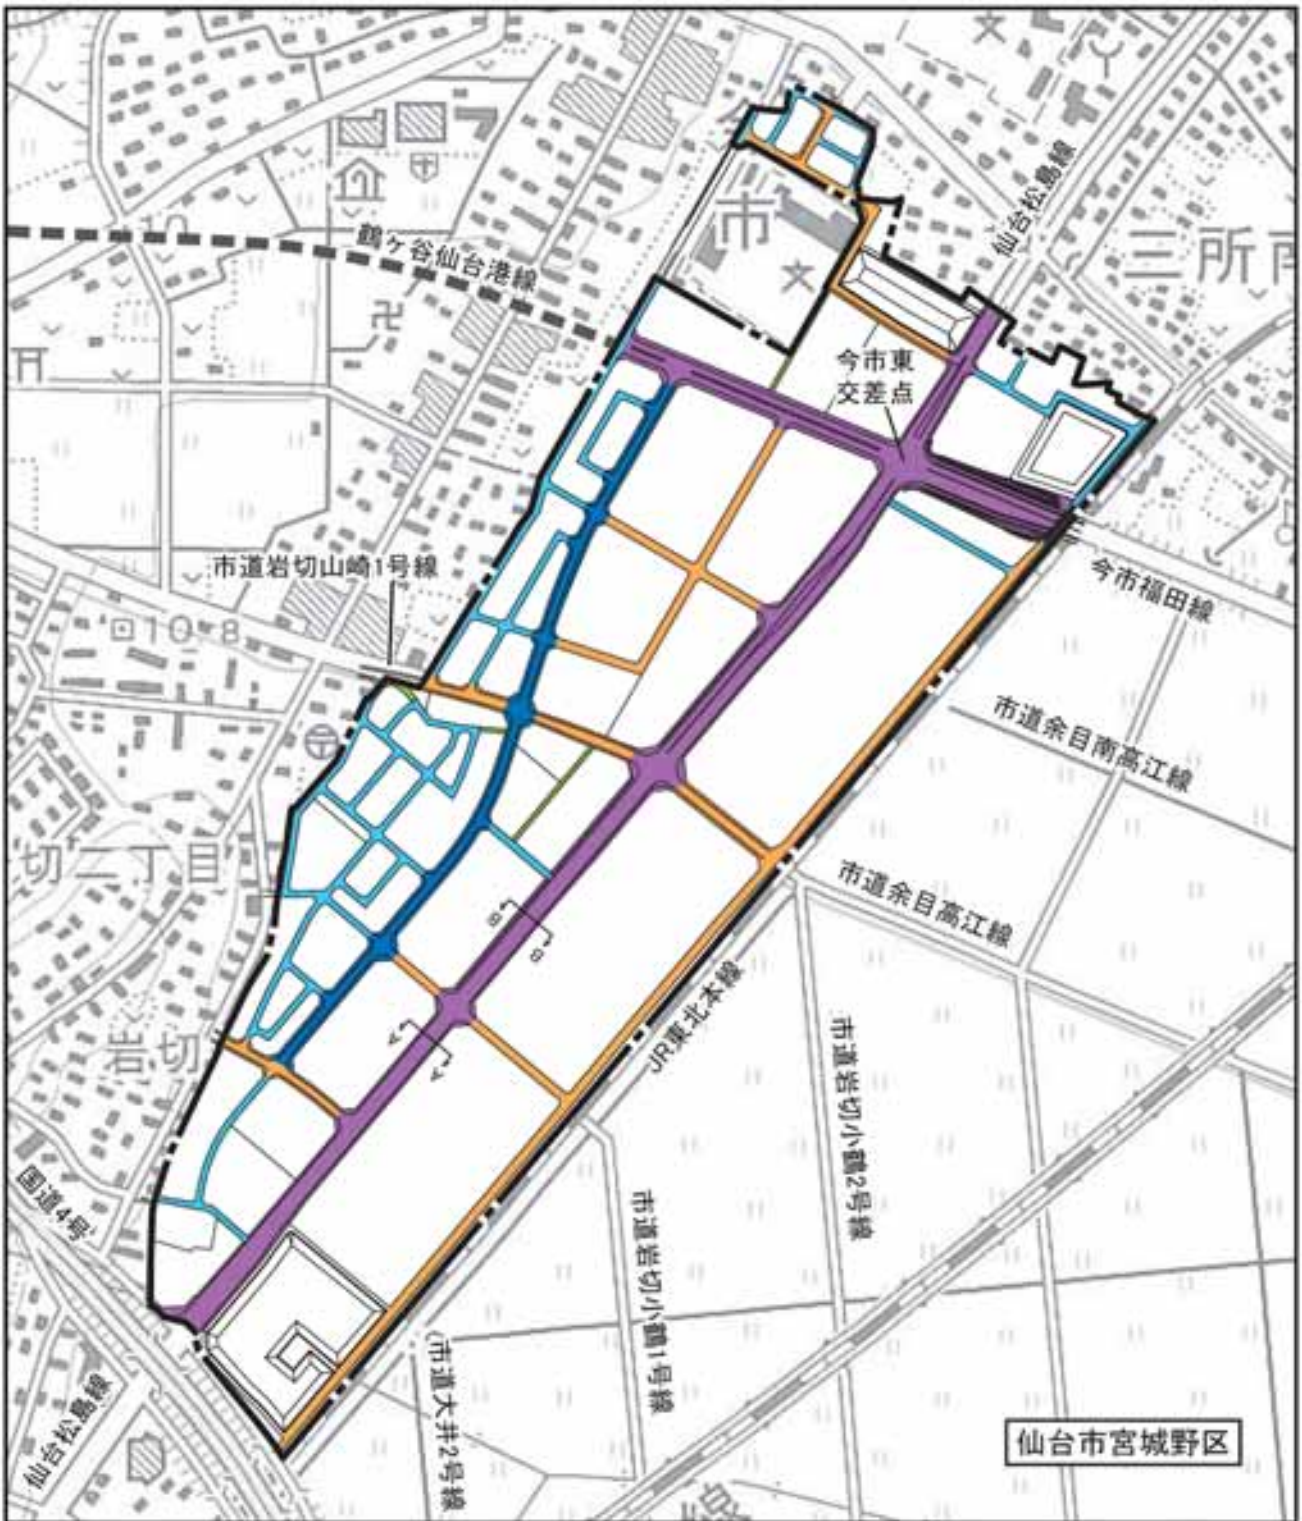 仙台松島線
市
三所南
鶴ヶ谷仙台港線
今市東
交差点
市道岩切山崎1号線
10.8
今市福田線
市道余目南高江線
切二丁目
市道余目高江線
B
B
岩切
A
A
JR東北本線
市道岩切小鶴2号線
国道4号
市道岩切小鶴1号線
市道大井2号線
仙台松島線
仙台市宮城野区